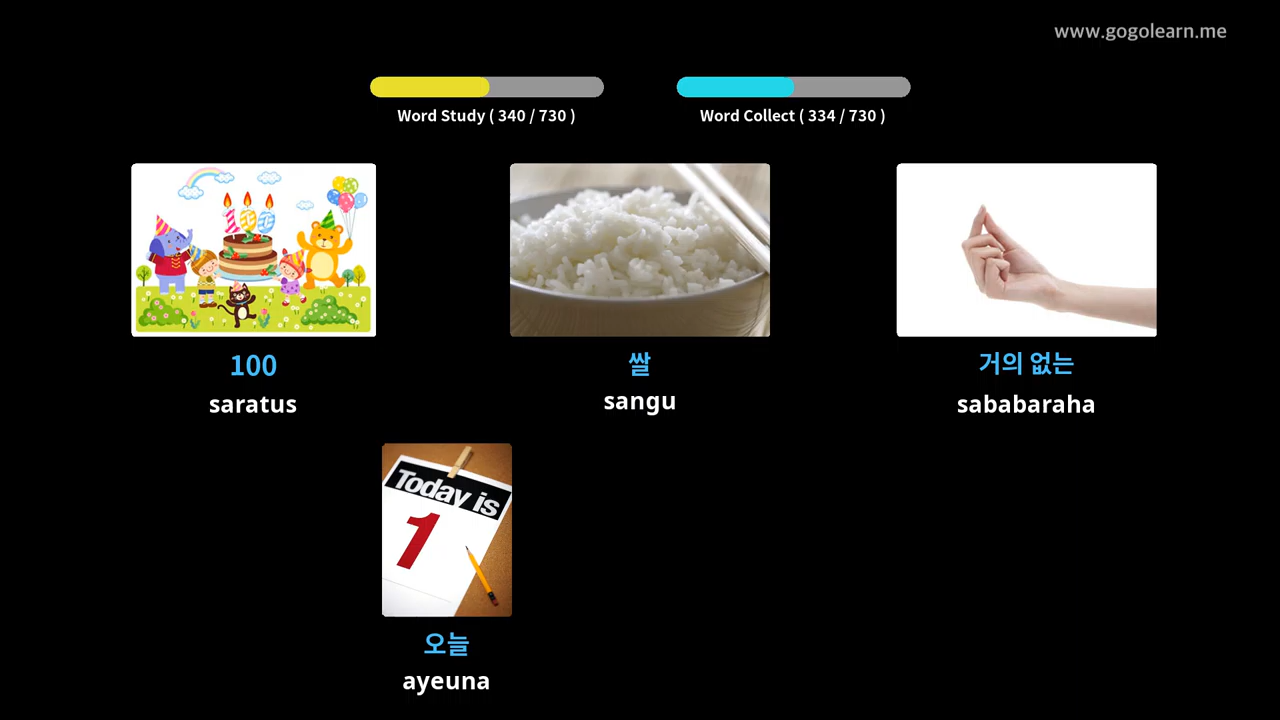 www.gogolearn.me
Word Study ( 340 / 730 )
Word Collect ( 334 / 730 )
100
100
saratus
쌀
sangu
거의 없는
sababaraha
Today is
1
오늘
ayeuna